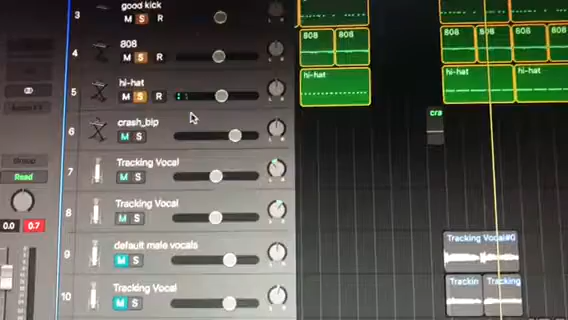 good kick
3
M S R
808
4
M S R
808 808
808 808 808 808
hi-hat
5
M S R
hi-hat
hi-hat hi-hat
crash_bip
6
M S
cra
Tracking Vocal
7
M S
Group
Read
Tracking Vocal
8
M S
0.0 0.7
default male vocals
9
M S
Tracking Vocal#0
Tracking Vocal
10
M S
Trackin Tracking